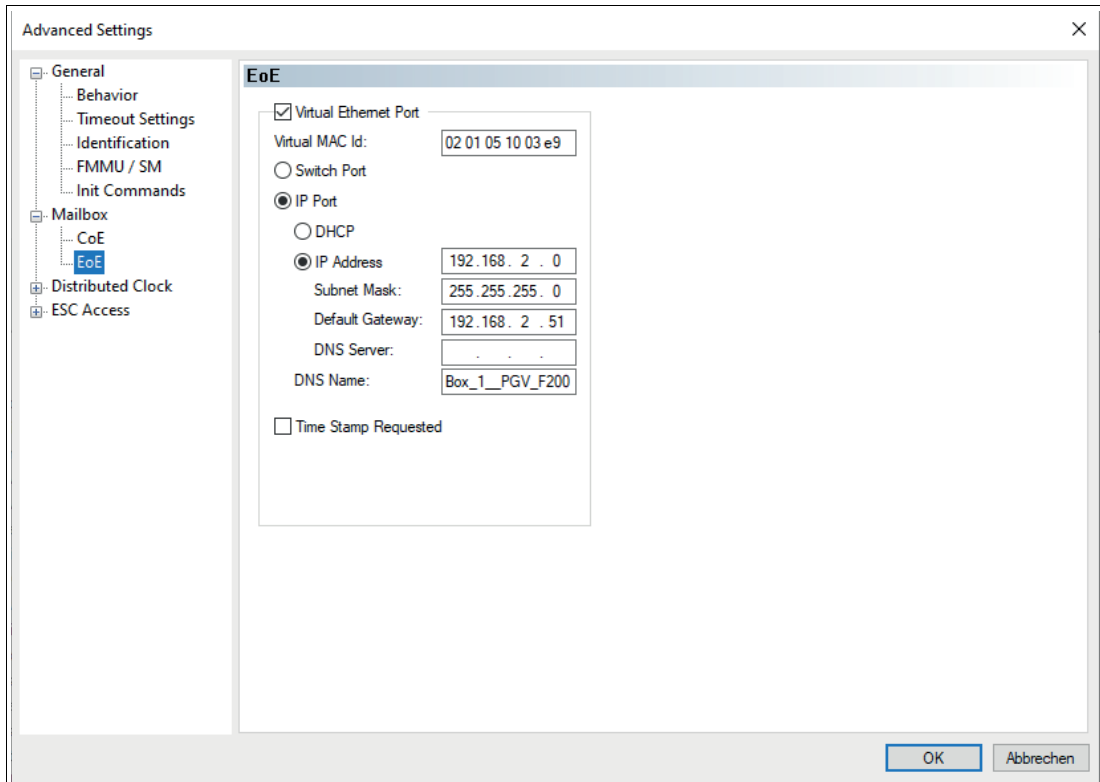 Advanced Settings
General
Behavior
Timeout Settings
Identification
FMMU / SM
Init Commands
Mailbox
CoE
EoE
Distributed Clock
ESC Access
EoE
Virtual Ethernet Port
Virtual MAC Id: 02 01 05 10 03 e9
Switch Port
IP Port
DHCP
IP Address 192.168. 2 . 0
Subnet Mask: 255.255.255. 0
Default Gateway: 192.168. 2 . 51
DNS Server: . . .
DNS Name: Box_1__PGV_F200
Time Stamp Requested
OK Abbrechen